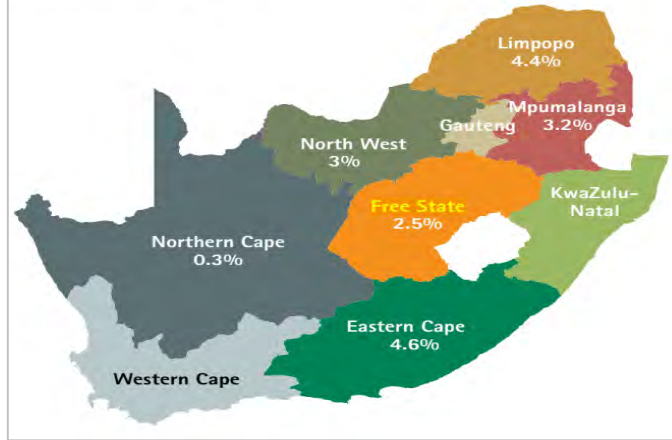 Limpopo
4.4%
Mpumalanga
3.2%
Gauteng
North West
3%
Free State
2.5%
KwaZulu-
Natal
Northern Cape
0.3%
Eastern Cape
4.6%
Western Cape